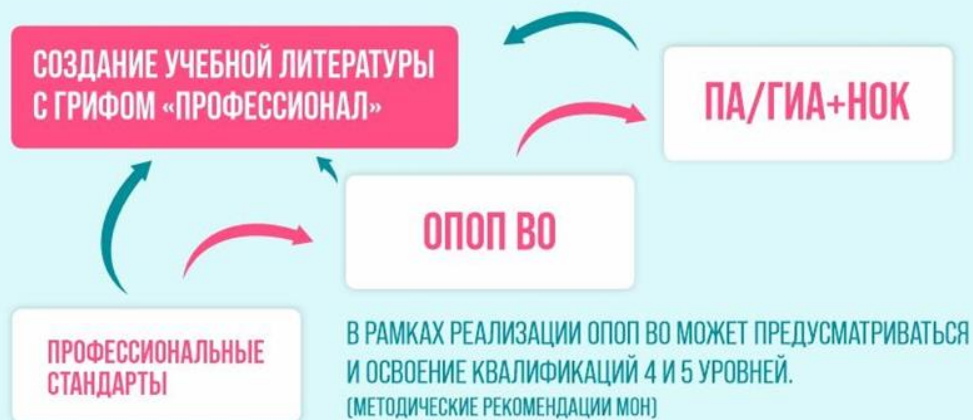 СОЗДАНИЕ УЧЕБНОЙ ЛИТЕРАТУРЫ
С ГРИФОМ «ПРОФЕССИОНАЛ»
ПА/ГИА+НОК
ОПОП ВО
ПРОФЕССИОНАЛЬНЫЕ
СТАНДАРТЫ
В РАМКАХ РЕАЛИЗАЦИИ ОПОП ВО МОЖЕТ ПРЕДУСМАТРИВАТЬСЯ
И ОСВОЕНИЕ КВАЛИФИКАЦИЙ 4 И 5 УРОВНЕЙ.
(МЕТОДИЧЕСКИЕ РЕКОМЕНДАЦИИ МОН)